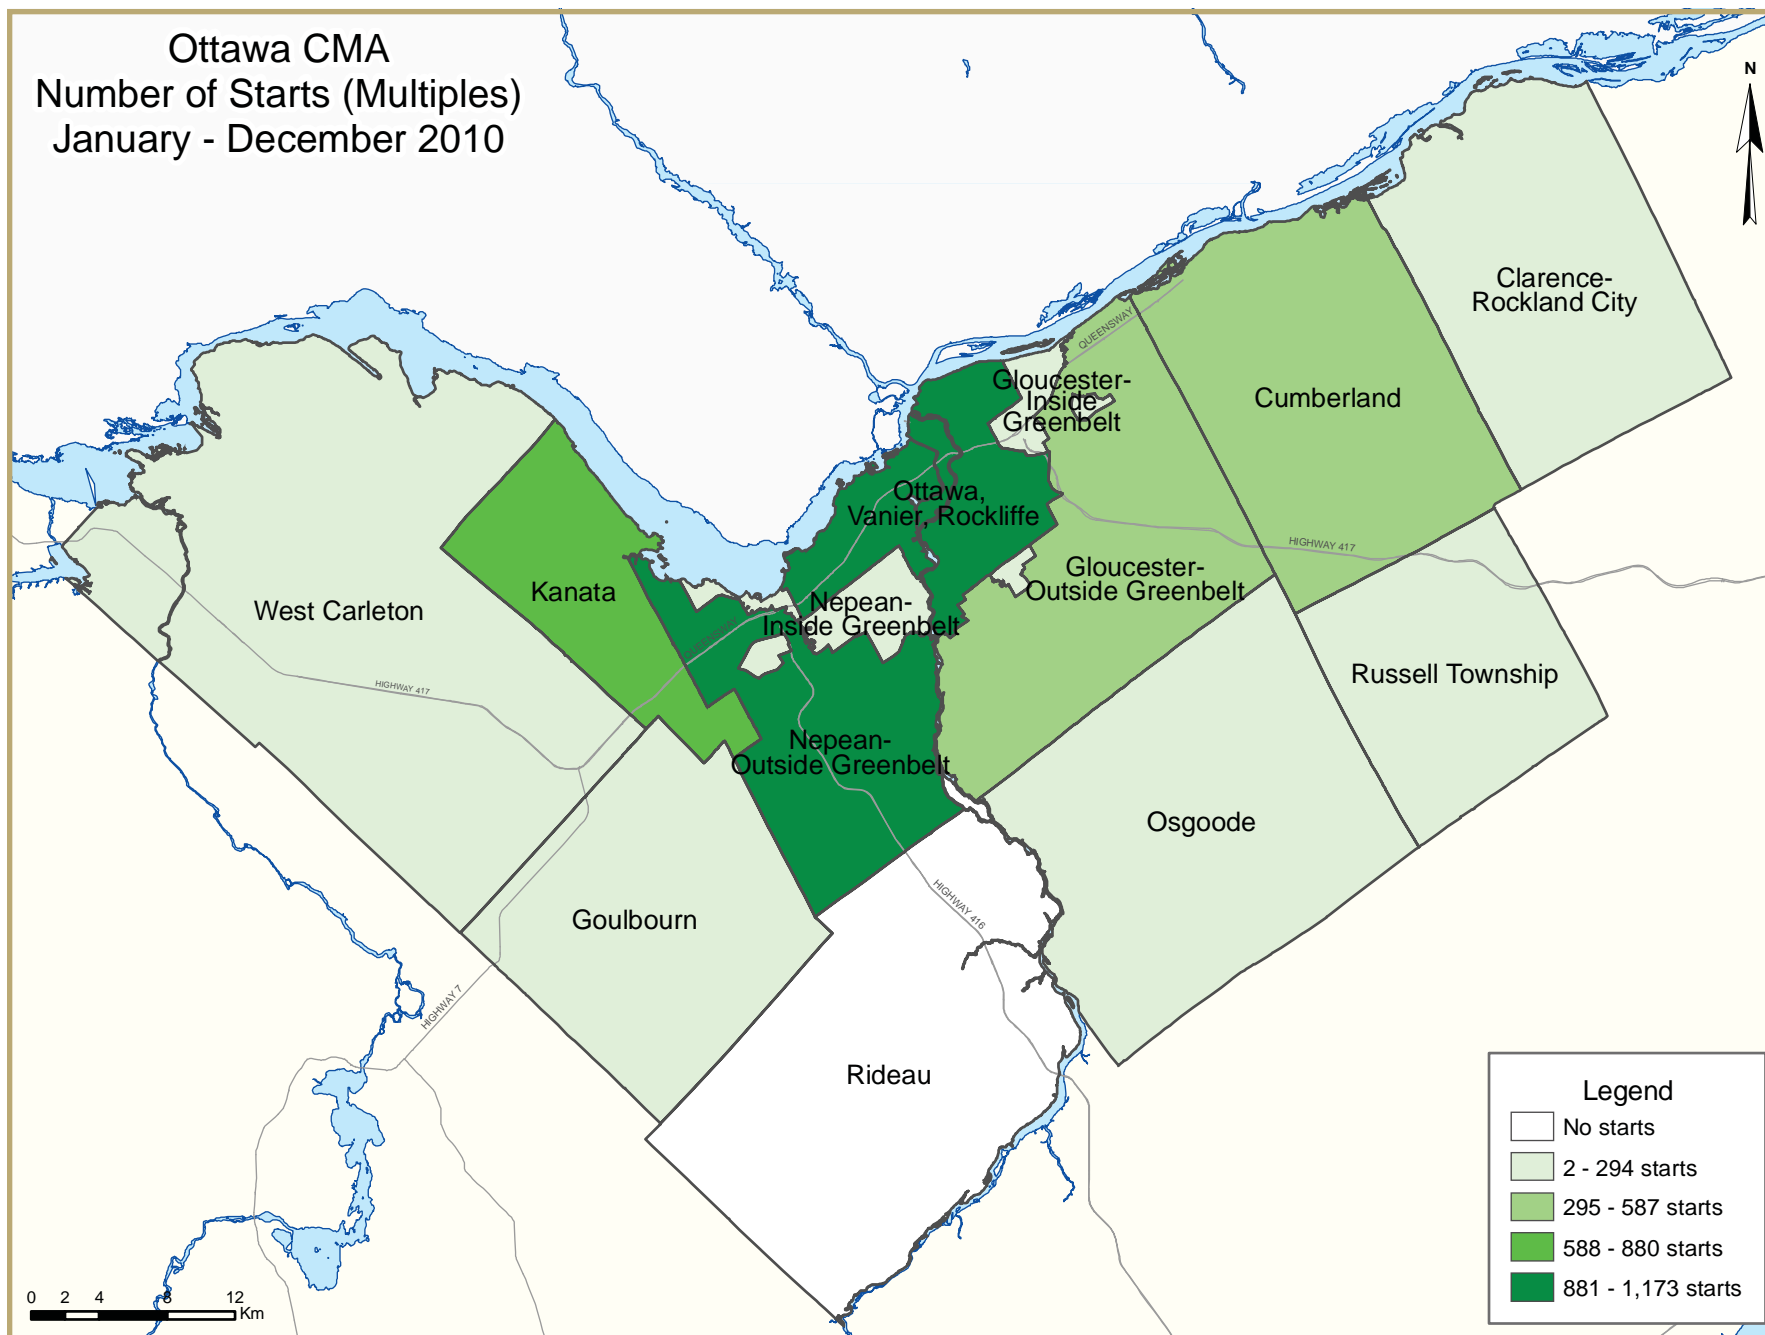 Ottawa CMA
Number of Starts (Multiples)
January - December 2010
N
Clarence-
Rockland City
QUEENSWAY
Gloucester-
Inside
Greenbelt
Cumberland
Ottawa,
Vanier, Rockliffe
HIGHWAY 417
Gloucester-
Outside Greenbelt
Kanata
West Carleton
Nepean-
Inside Greenbelt
QUEENSWAY
Russell Township
HIGHWAY 417
Nepean-
Outside Greenbelt
Osgoode
HIGHWAY 416
Goulbourn
HIGHWAY 7
Rideau
Legend
No starts
2 - 294 starts
295 - 587 starts
588 - 880 starts
881 - 1,173 starts
0 2 4 8 12
Km